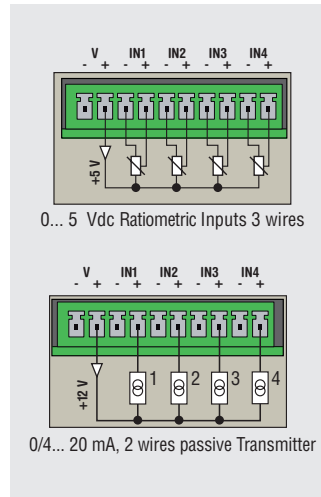 V IN1 IN2 IN3 IN4
- + - + - + - + - +
+5 V
0... 5 Vdc Ratiometric Inputs 3 wires
V IN1 IN2 IN3 IN4
- + - + - + - + - +
+12 V
1 2 3 4
0/4... 20 mA, 2 wires passive Transmitter